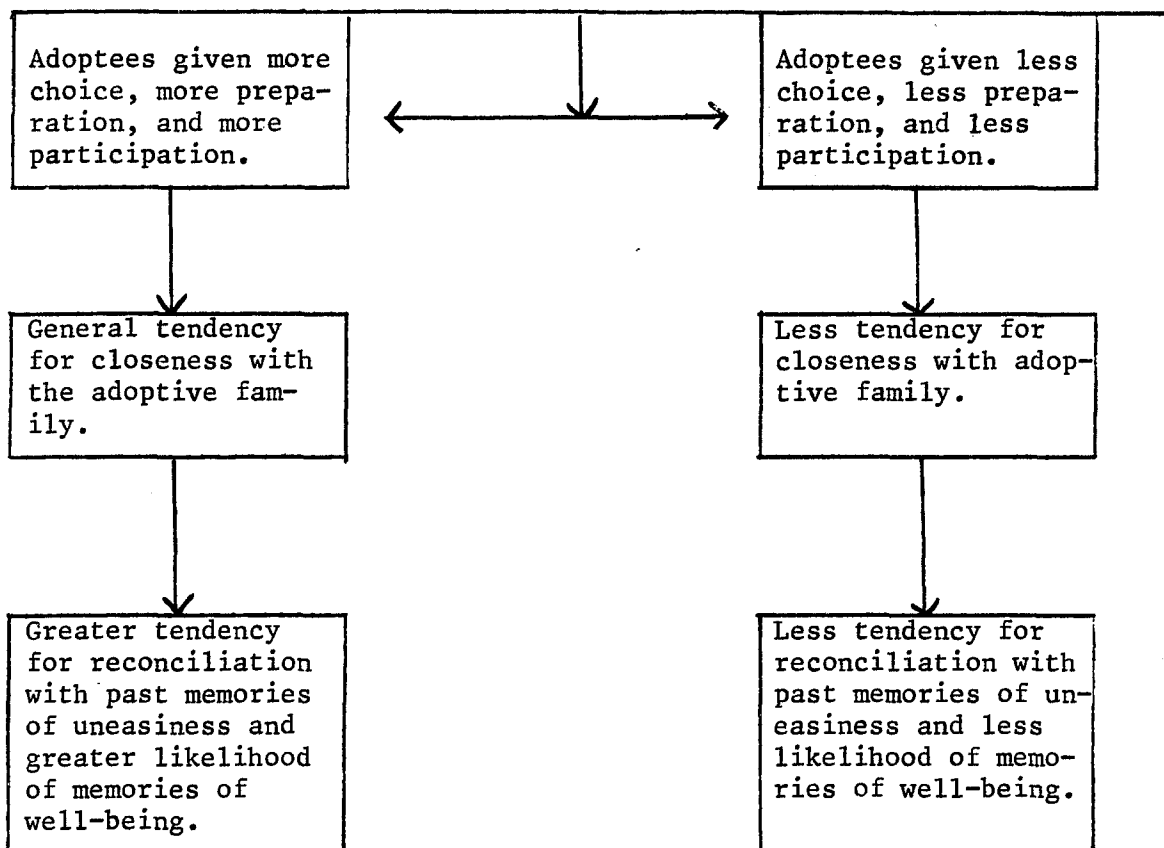 Adoptees given more
choice, more prepa-
ration, and more
participation.
Adoptees given less
choice, less prepa-
ration, and less
participation.
General tendency
for closeness with
the adoptive fam-
ily.
Less tendency for
closeness with adop-
tive family.
Greater tendency
for reconciliation
with past memories
of uneasiness and
greater likelihood
of memories of
well-being.
Less tendency for
reconciliation with
past memories of un-
easiness and less
likelihood of memo-
ries of well-being.